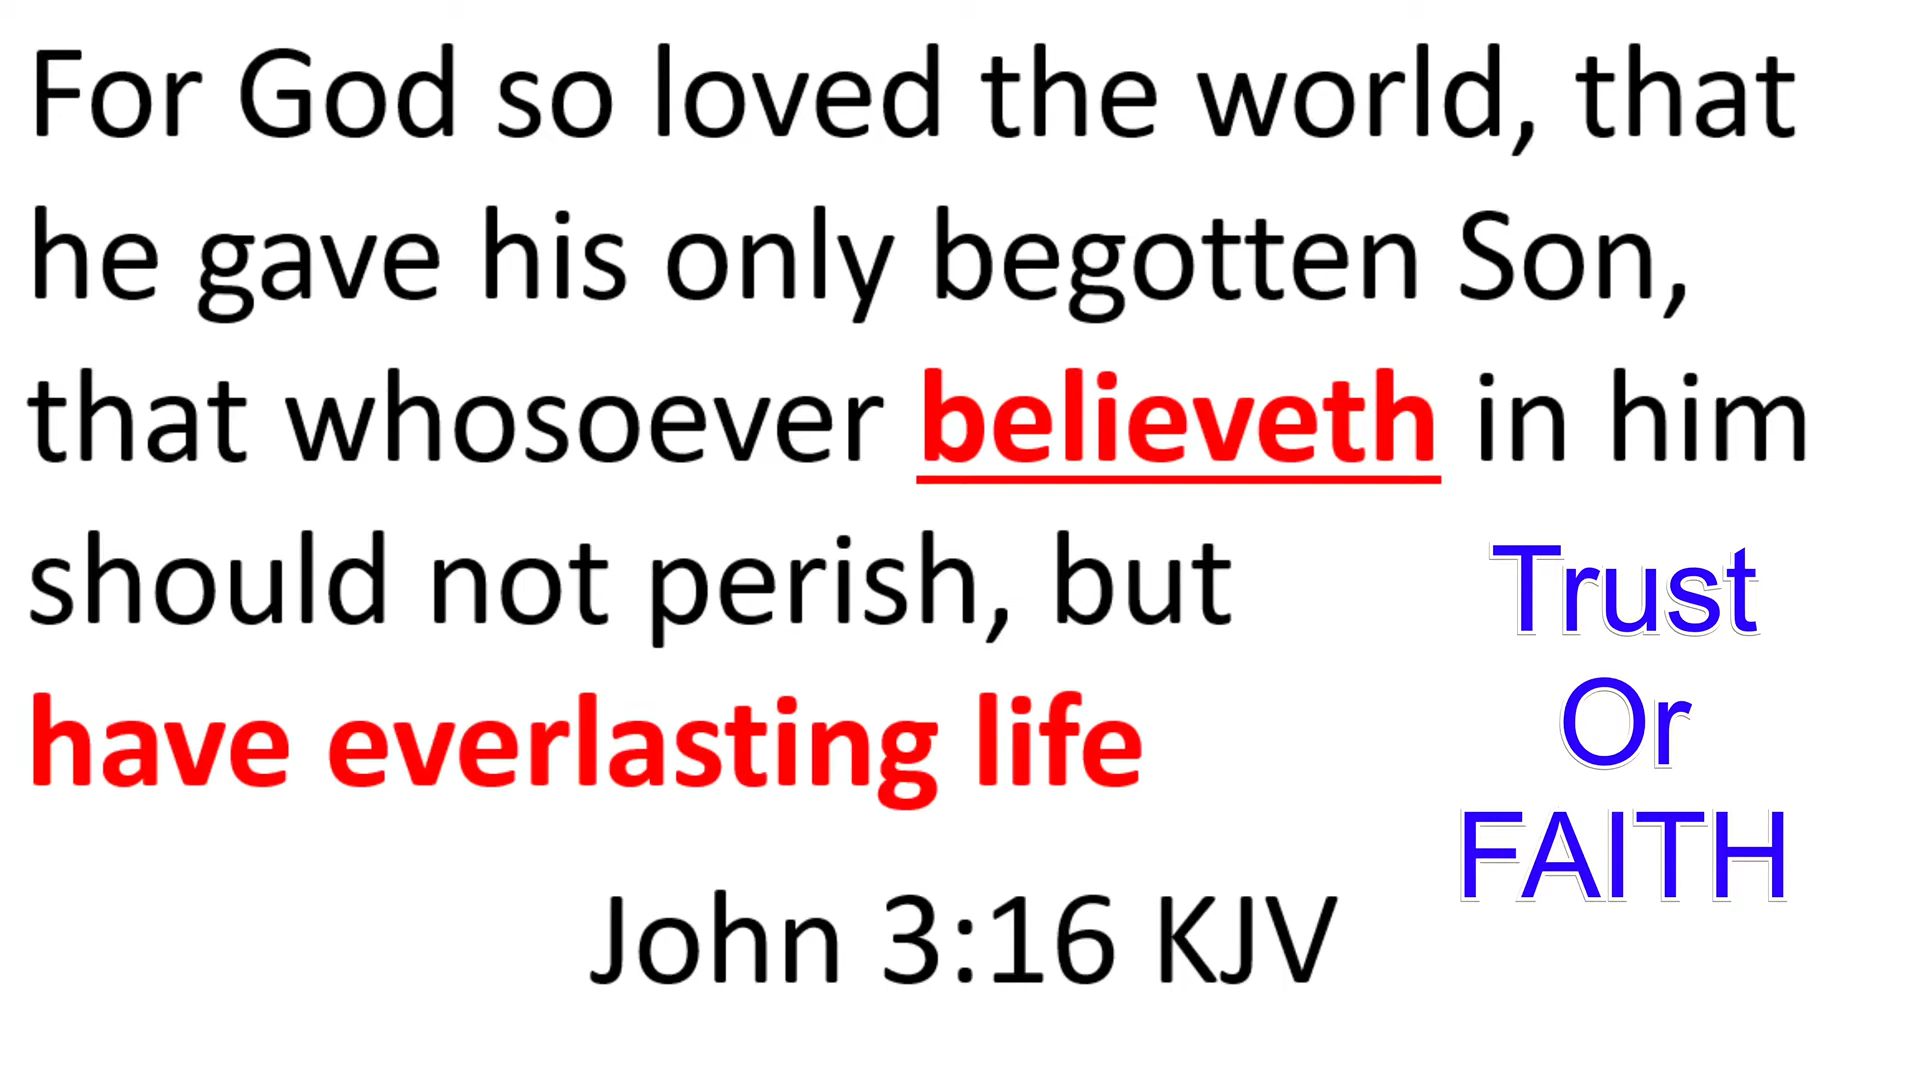 For God so loved the world, that
he gave his only begotten Son,
that whosoever believeth in him
should not perish, but
have everlasting life
John 3:16 KJV
Trust
Or
FAITH